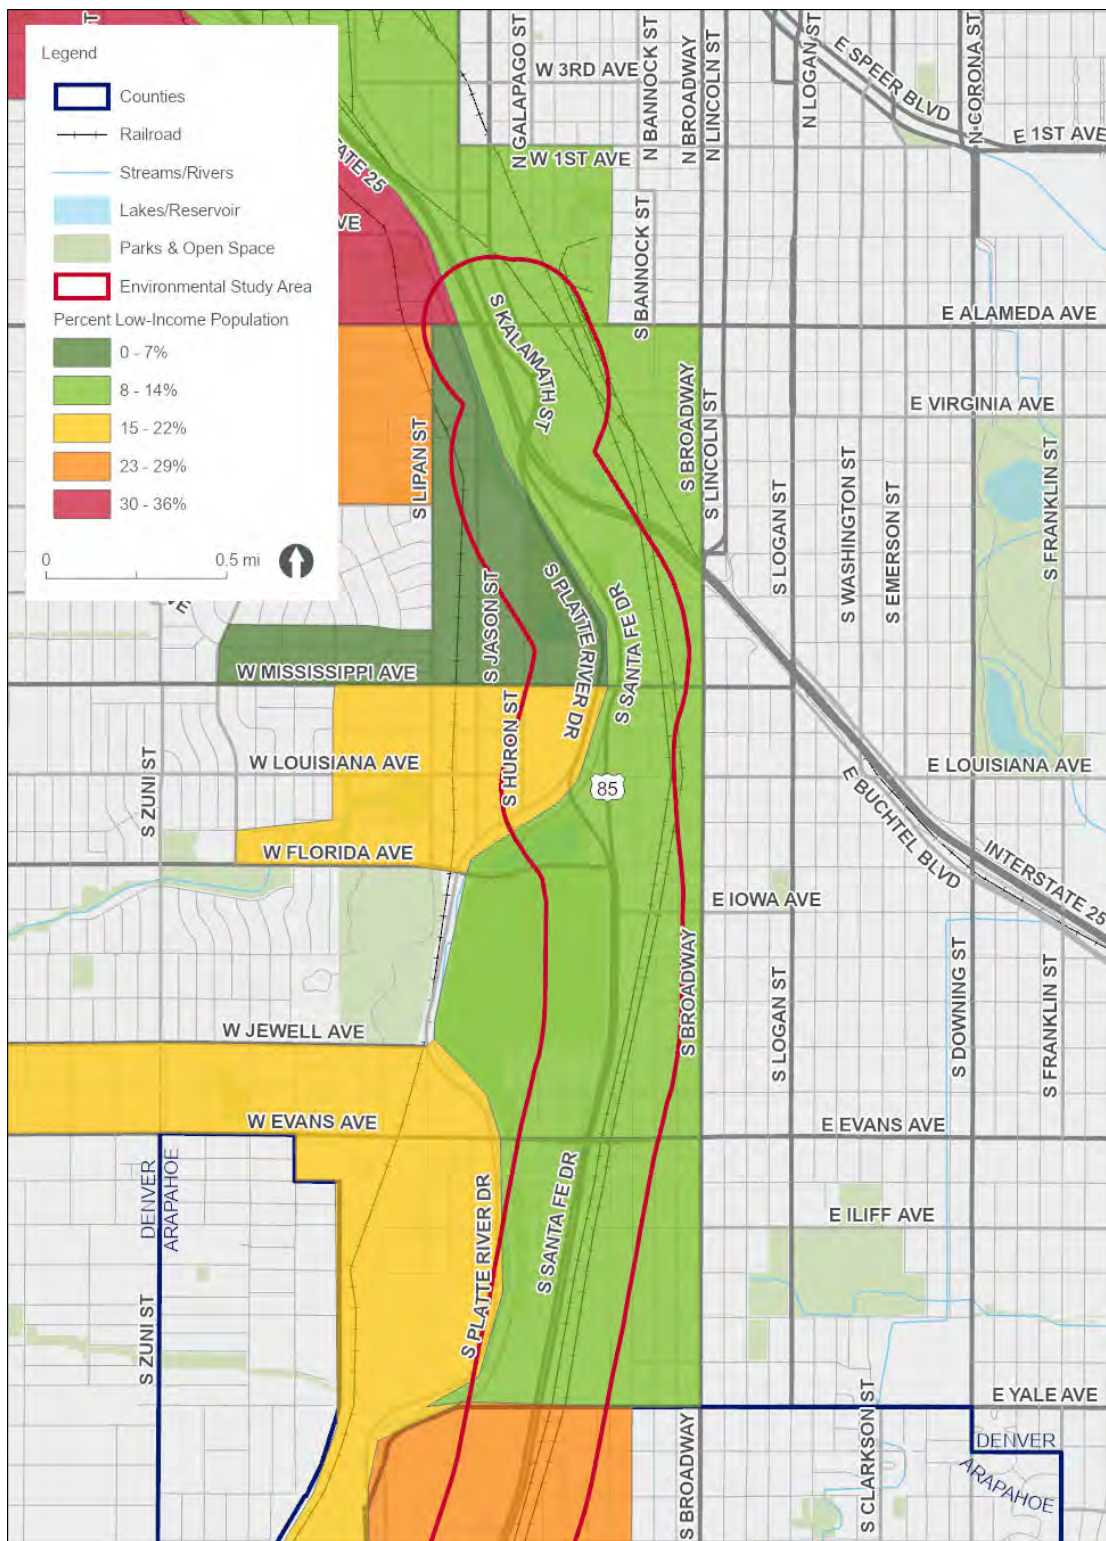 Legend
Counties
Railroad
Streams/Rivers
Lakes/Reservoir
Parks & Open Space
Environmental Study Area
Percent Low-Income Population
0 - 7%
8 - 14%
15 - 22%
23 - 29%
30 - 36%
0
0.5 mi
W 3RD AVE
N GALAPAGO ST
N BANNOCK ST
N BROADWAY
N LINCOLN ST
N LOGAN ST
E SPEER BLVD
N CORONA ST
E 1ST AVE
W 1ST AVE
S BANNOCK ST
E ALAMEDA AVE
S KALAMATH ST
E VIRGINIA AVE
S LIPAN ST
S BROADWAY
S LINCOLN ST
S LOGAN ST
S WASHINGTON ST
S EMERSON ST
S FRANKLIN ST
S JASON ST
S PLATTE RIVER DR
S SANTA FE DR
W MISSISSIPPI AVE
S HURON ST
W LOUISIANA AVE
S ZUNI ST
85
E LOUISIANA AVE
E BUCHTEL BLVD
INTERSTATE 25
W FLORIDA AVE
E IOWA AVE
S BROADWAY
S LOGAN ST
S DOWNING ST
S FRANKLIN ST
W JEWELL AVE
W EVANS AVE
E EVANS AVE
DENVER
ARAPAHOE
S PLATTE RIVER DR
S SANTA FE DR
E ILIFF AVE
S ZUNI ST
E YALE AVE
S BROADWAY
S CLARKSON ST
DENVER
ARAPAHOE